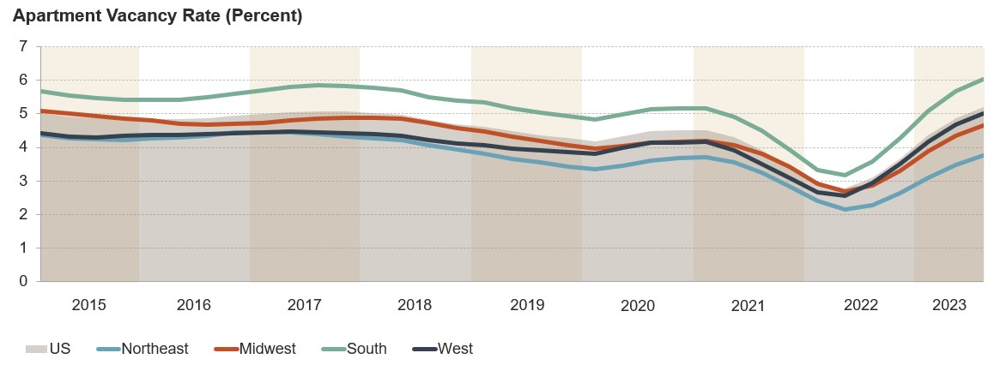 Apartment Vacancy Rate (Percent)
7
6
5
4
3
2
1
0
2015 2016 2017 2018 2019 2020 2021 2022 2023
US Northeast Midwest South West